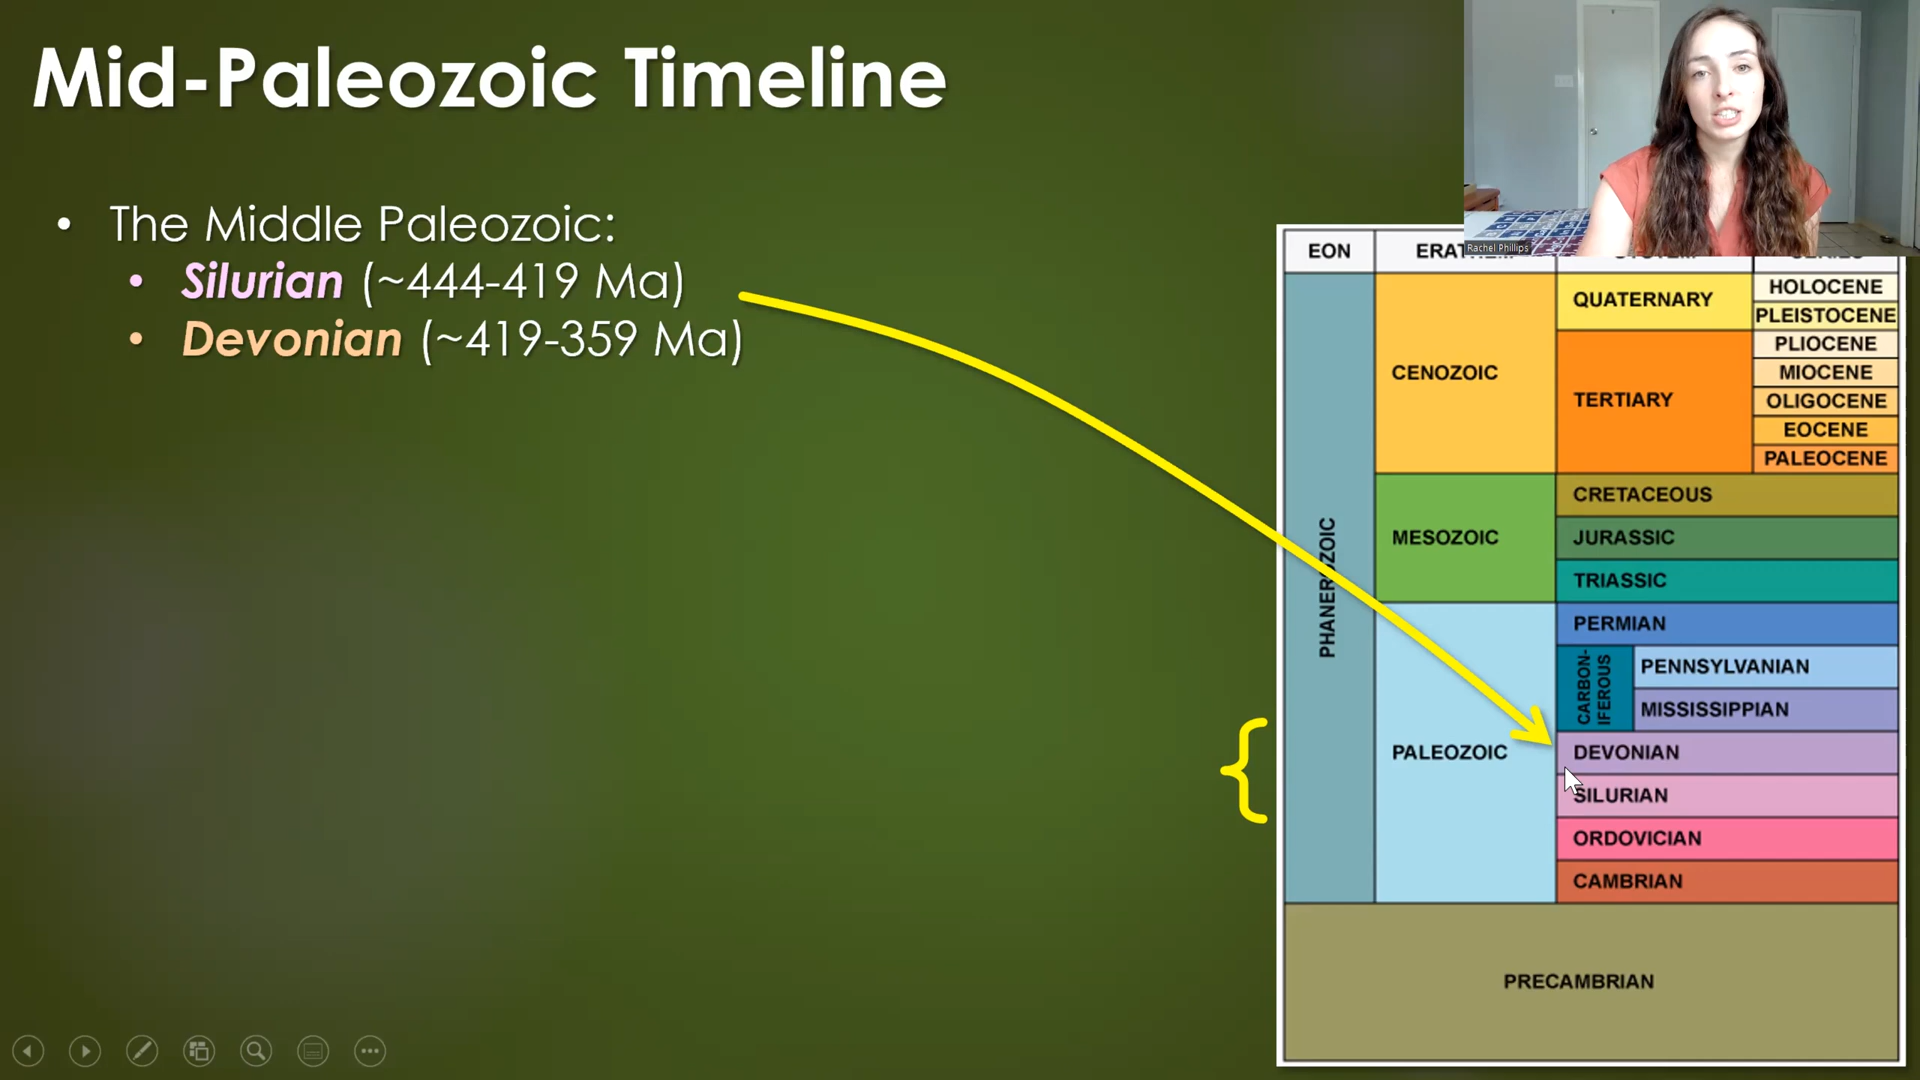 Mid-Paleozoic Timeline
• The Middle Paleozoic:
• Silurian (~444-419 Ma)
• Devonian (~419-359 Ma)
Rachel Phillips
EON
QUATERNARY
HOLOCENE
PLEISTOCENE
CENOZOIC
TERTIARY
PLIOCENE
MIOCENE
OLIGOCENE
EOCENE
PALEOCENE
PHANEROZOIC
MESOZOIC
CRETACEOUS
JURASSIC
TRIASSIC
PALEOZOIC
PERMIAN
CARBON-
IFEROUS
PENNSYLVANIAN
MISSISSIPPIAN
DEVONIAN
SILURIAN
ORDOVICIAN
CAMBRIAN
PRECAMBRIAN